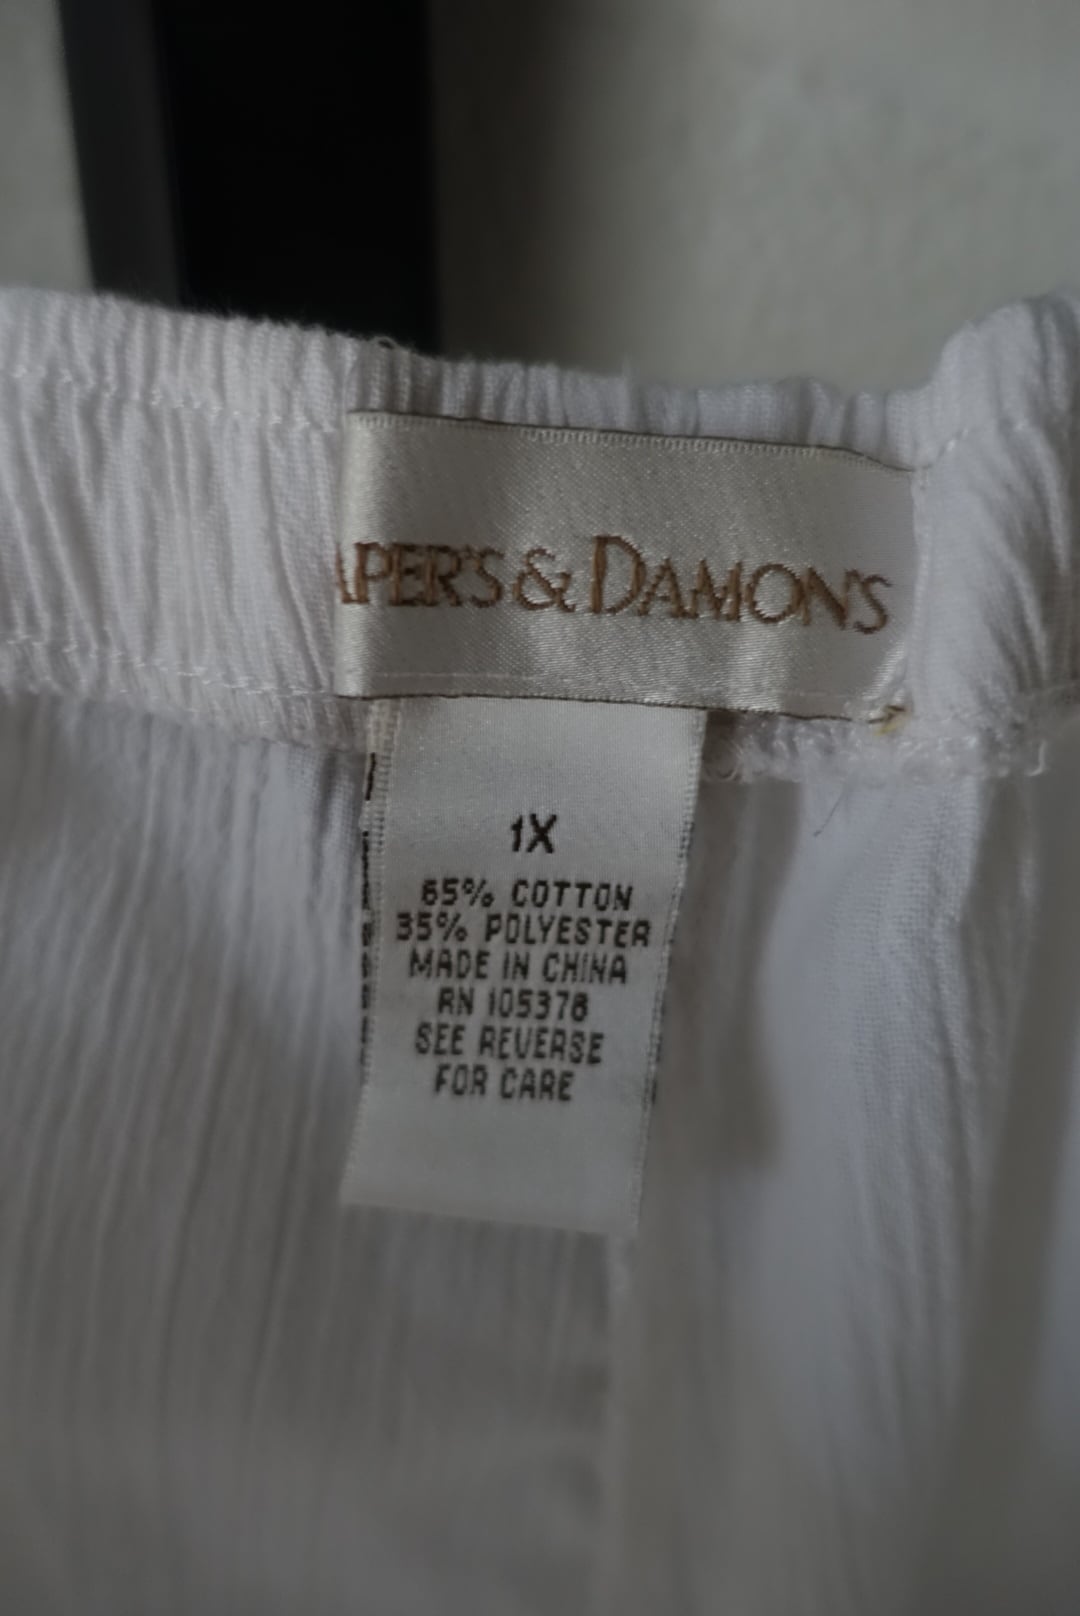 APER'S & DAMON'S
1X
65% COTTON
35% POLYESTER
MADE IN CHINA
RN 105378
SEE REVERSE
FOR CARE